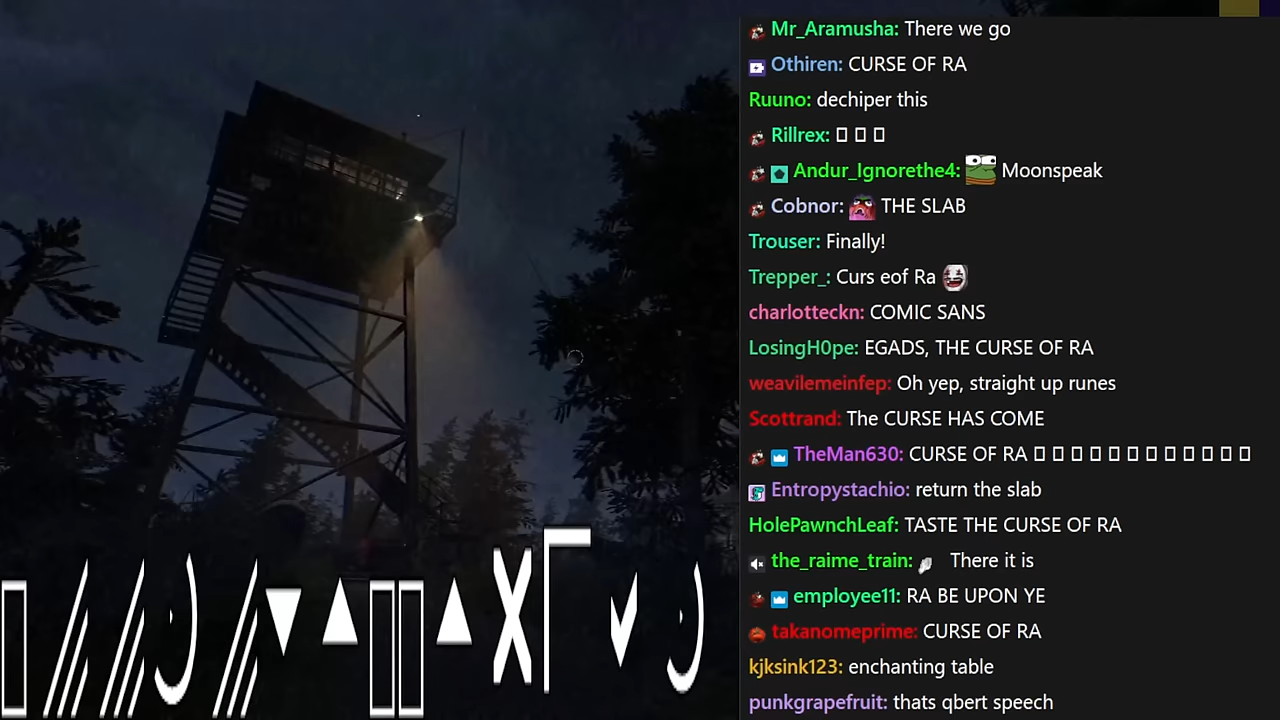 Mr_Aramusha: There we go
Othiren: CURSE OF RA
Ruuno: dechiper this
Rillrex: 𓀀 𓀀 𓀀
Andur_Ignorethe4: Moonspeak
Cobnor: THE SLAB
Trouser: Finally!
Trepper_: Curs eof Ra
charlotteckn: COMIC SANS
LosingH0pe: EGADS, THE CURSE OF RA
weavilemeinfep: Oh yep, straight up runes
Scottrand: The CURSE HAS COME
TheMan630: CURSE OF RA
Entropystachio: return the slab
HolePawnchLeaf: TASTE THE CURSE OF RA
the_raime_train: There it is
employee11: RA BE UPON YE
takanomeprime: CURSE OF RA
kjksink123: enchanting table
punkgrapefruit: thats qbert speech